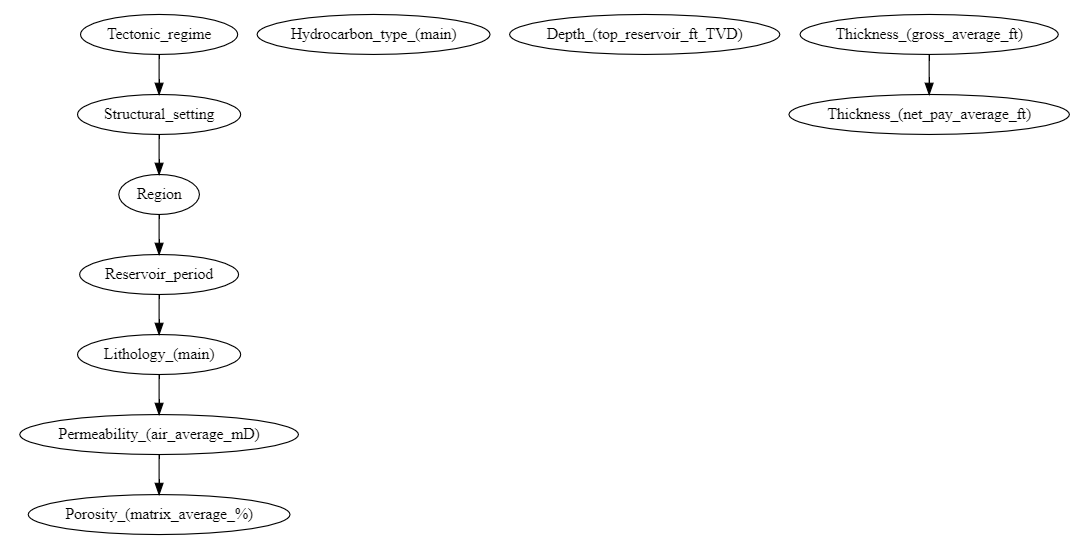 Tectonic_regime
Hydrocarbon_type_(main)
Depth_(top_reservoir_ft_TVD)
Thickness_(gross_average_ft)
Structural_setting
Thickness_(net_pay_average_ft)
Region
Reservoir_period
Lithology_(main)
Permeability_(air_average_mD)
Porosity_(matrix_average_%)